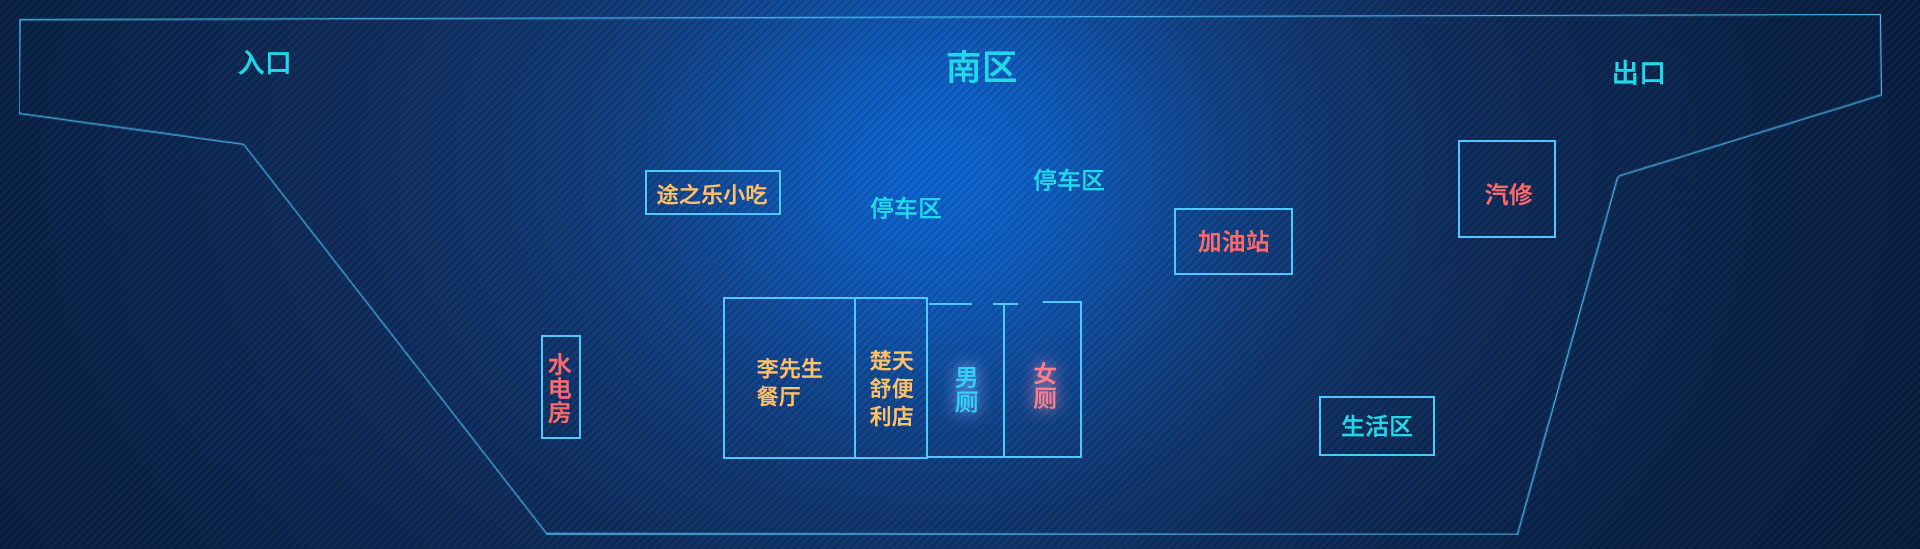 入口
南区
出口
途之乐小吃
停车区
停车区
加油站
汽修
水电房
李先生
餐厅
楚天
舒便
利店
男厕
女厕
生活区